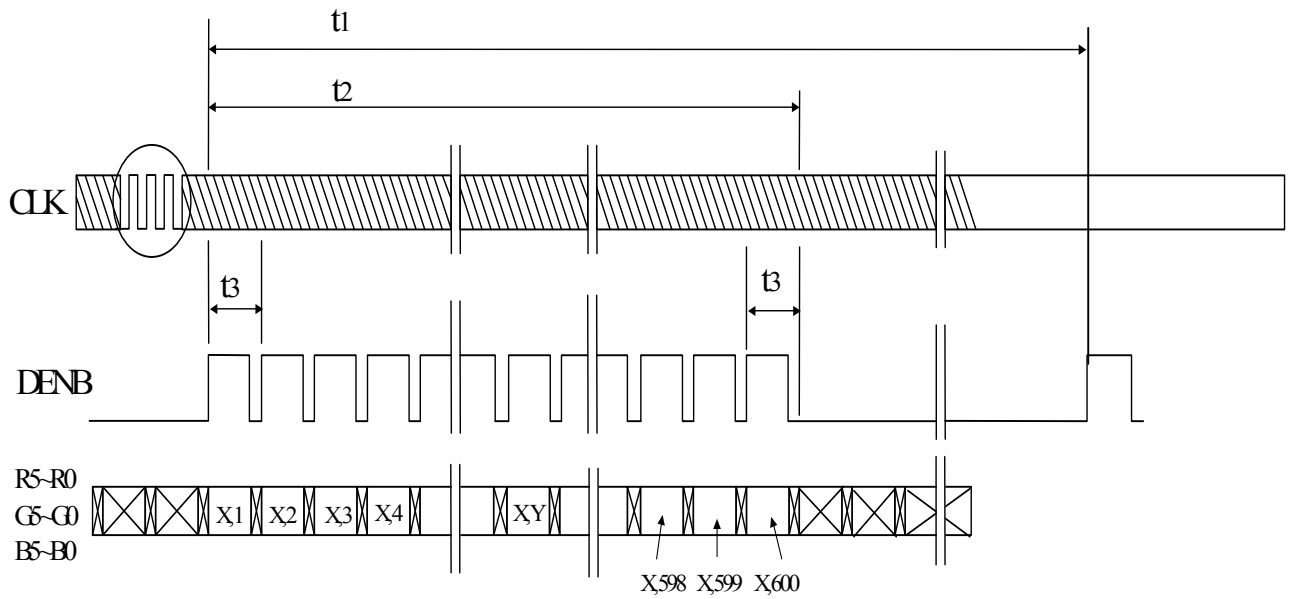 t1
t2
CLK
t3 t3
DENB
R5~R0
G5~G0
B5~B0
X,1 X,2 X,3 X,4 X,Y
X,598 X,599 X,600